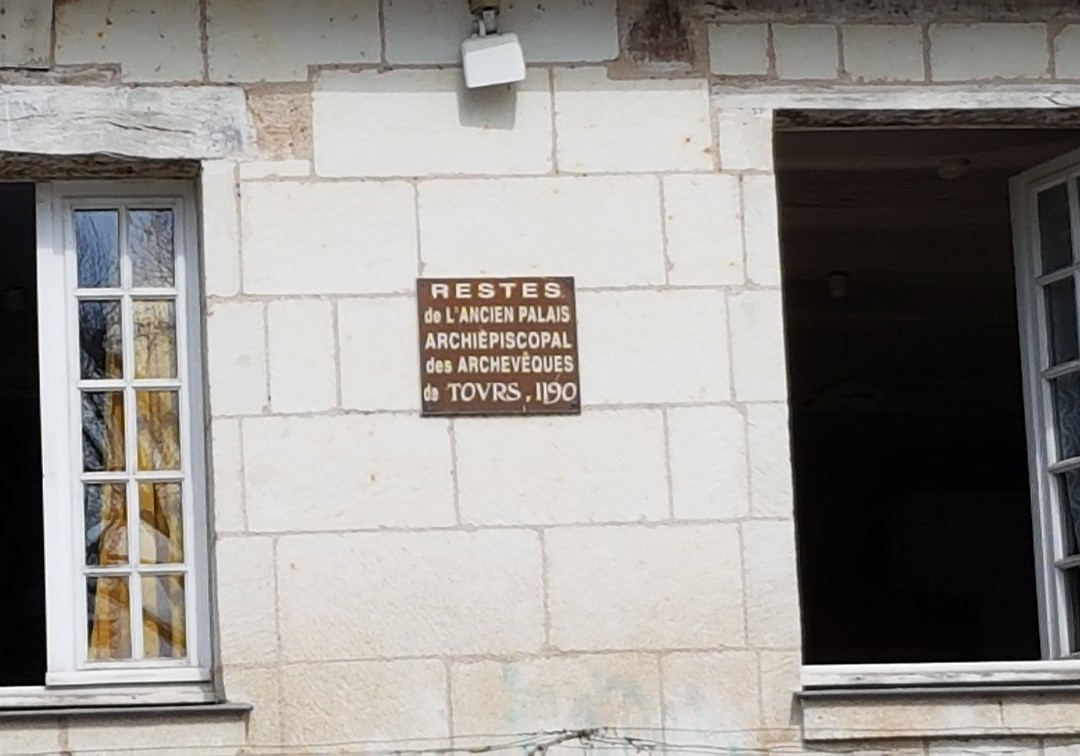 RESTES
de L'ANCIEN PALAIS
ARCHIÉPISCOPAL
des ARCHEVÊQUES
de TOVRS, 1190